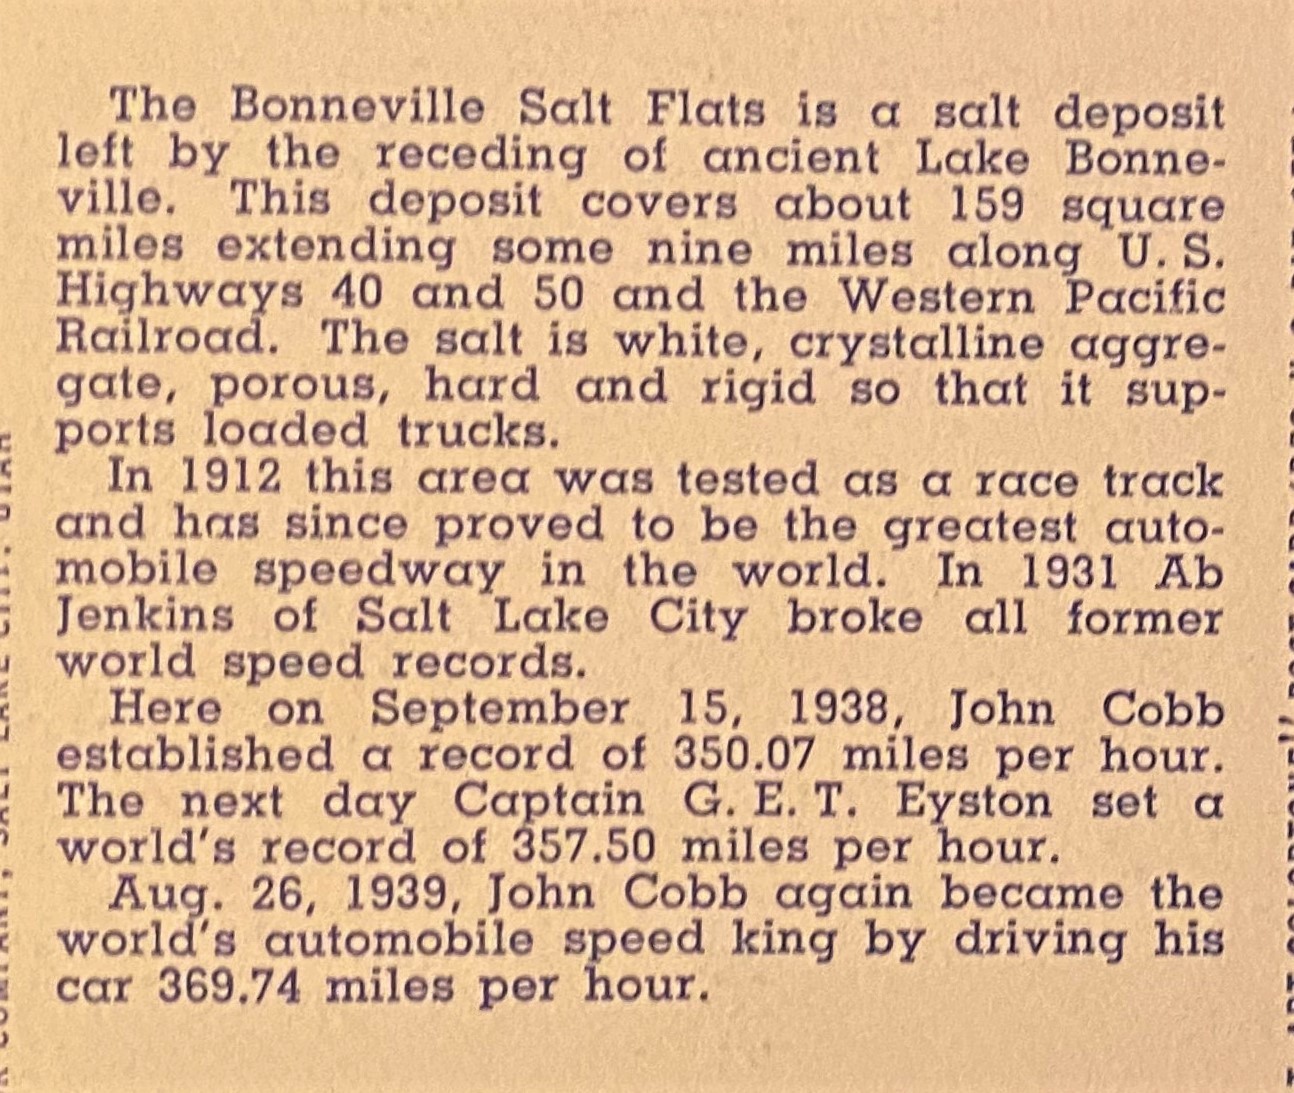 The Bonneville Salt Flats is a salt deposit
left by the receding of ancient Lake Bonne-
ville. This deposit covers about 159 square
miles extending some nine miles along U. S.
Highways 40 and 50 and the Western Pacific
Railroad. The salt is white, crystalline aggre-
gate, porous, hard and rigid so that it sup-
ports loaded trucks.
In 1912 this area was tested as a race track
and has since proved to be the greatest auto-
mobile speedway in the world. In 1931 Ab
Jenkins of Salt Lake City broke all former
world speed records.
Here on September 15, 1938, John Cobb
established a record of 350.07 miles per hour.
The next day Captain G. E. T. Eyston set a
world's record of 357.50 miles per hour.
Aug. 26, 1939, John Cobb again became the
world's automobile speed king by driving his
car 369.74 miles per hour.